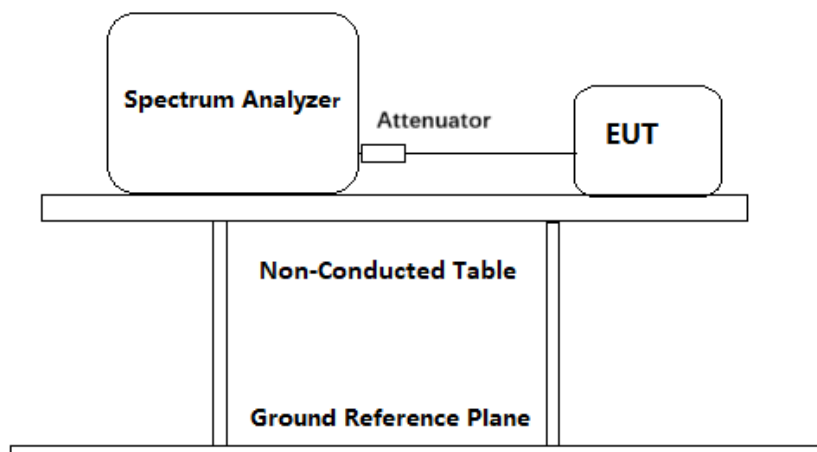 Spectrum Analyzer
Attenuator
EUT
Non-Conducted Table
Ground Reference Plane